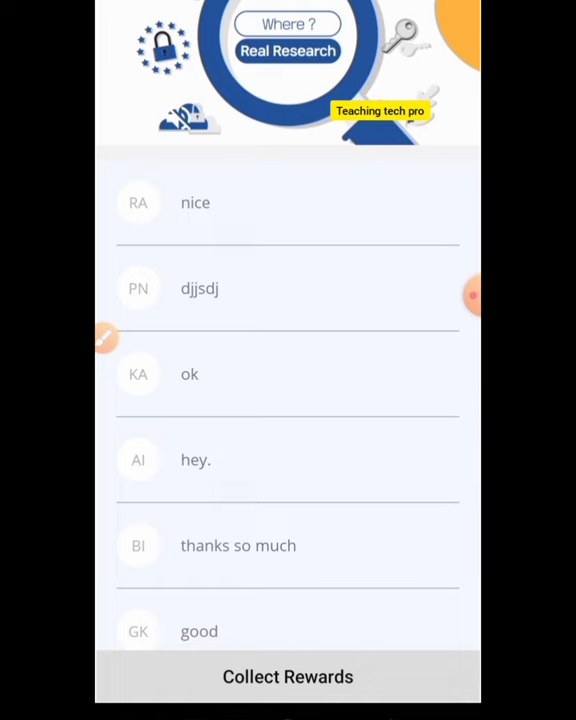 Where ?
Real Research
Teaching tech pro
RA nice
PN djjsdj
KA ok
AI hey.
BI thanks so much
GK good
Collect Rewards